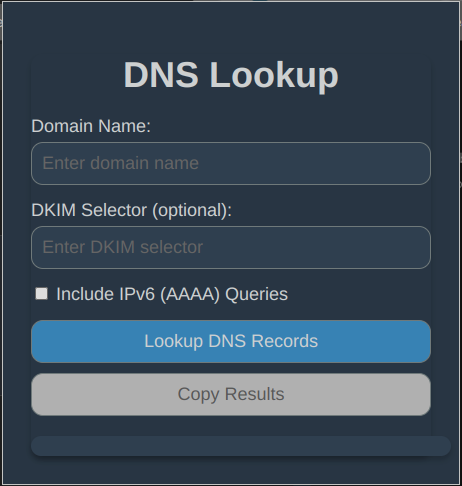 DNS Lookup
Domain Name:
Enter domain name
DKIM Selector (optional):
Enter DKIM selector
Include IPv6 (AAAA) Queries
Lookup DNS Records
Copy Results